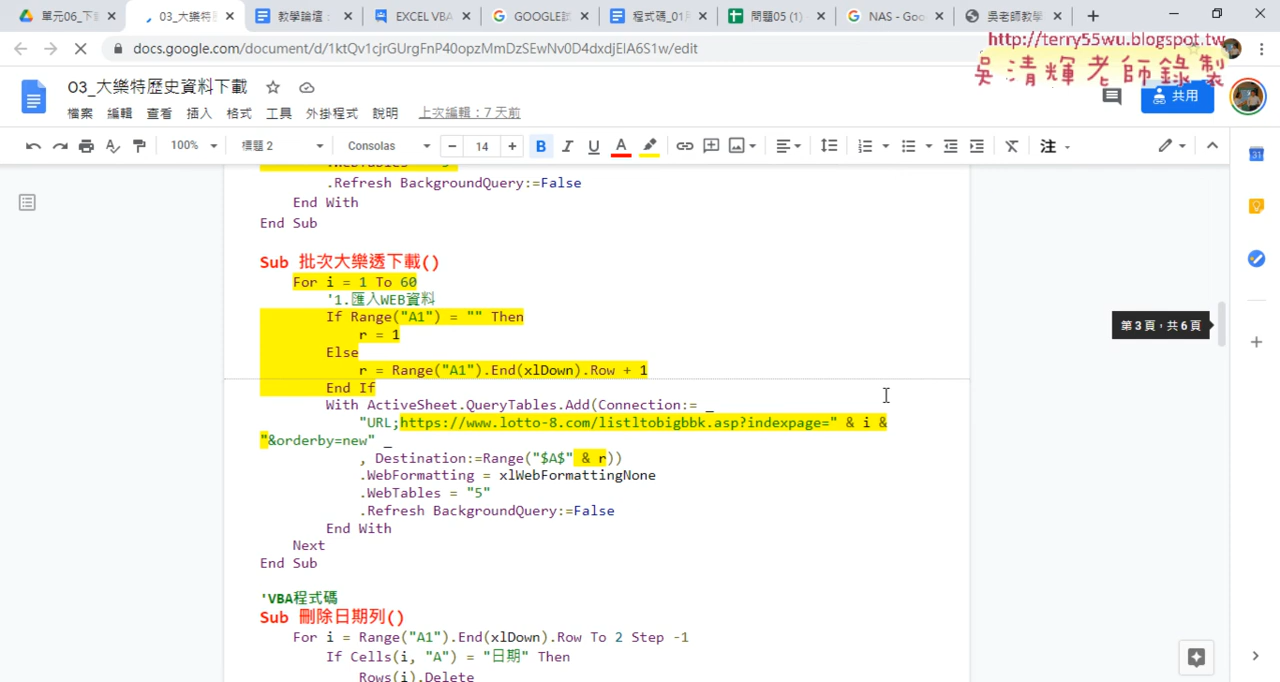 單元06_下
03_大樂特歷
教學論壇：
EXCEL VBA
GOOGLE試
程式碼_01
問題05 (1)
NAS - Goo
吳老師教學
docs.google.com/document/d/1ktQv1cjrGUrgFnP40opzMmDzSEwNv0D4dxdjEIA6S1w/edit
http://terry55wu.blogspot.tw
吳清輝老師錄製
03_大樂特歷史資料下載
檔案 編輯 查看 插入 格式 工具 外掛程式 說明 上次編輯：7 天前
共用
100% 標題 2 Consolas 14 B I U A 注
31
.Refresh BackgroundQuery:=False
End With
End Sub
Sub 批次大樂透下載()
For i = 1 To 60
'1.匯入WEB資料
If Range("A1") = "" Then
r = 1
第 3 頁，共 6 頁
Else
r = Range("A1").End(xlDown).Row + 1
End If
With ActiveSheet.QueryTables.Add(Connection:= _
"URL;https://www.lotto-8.com/listltobigbbk.asp?indexpage=" & i &
"&orderby=new" _
, Destination:=Range("$A$" & r))
.WebFormatting = xlWebFormattingNone
.WebTables = "5"
.Refresh BackgroundQuery:=False
End With
Next
End Sub
'VBA程式碼
Sub 刪除日期列()
For i = Range("A1").End(xlDown).Row To 2 Step -1
If Cells(i, "A") = "日期" Then
Rows(i).Delete